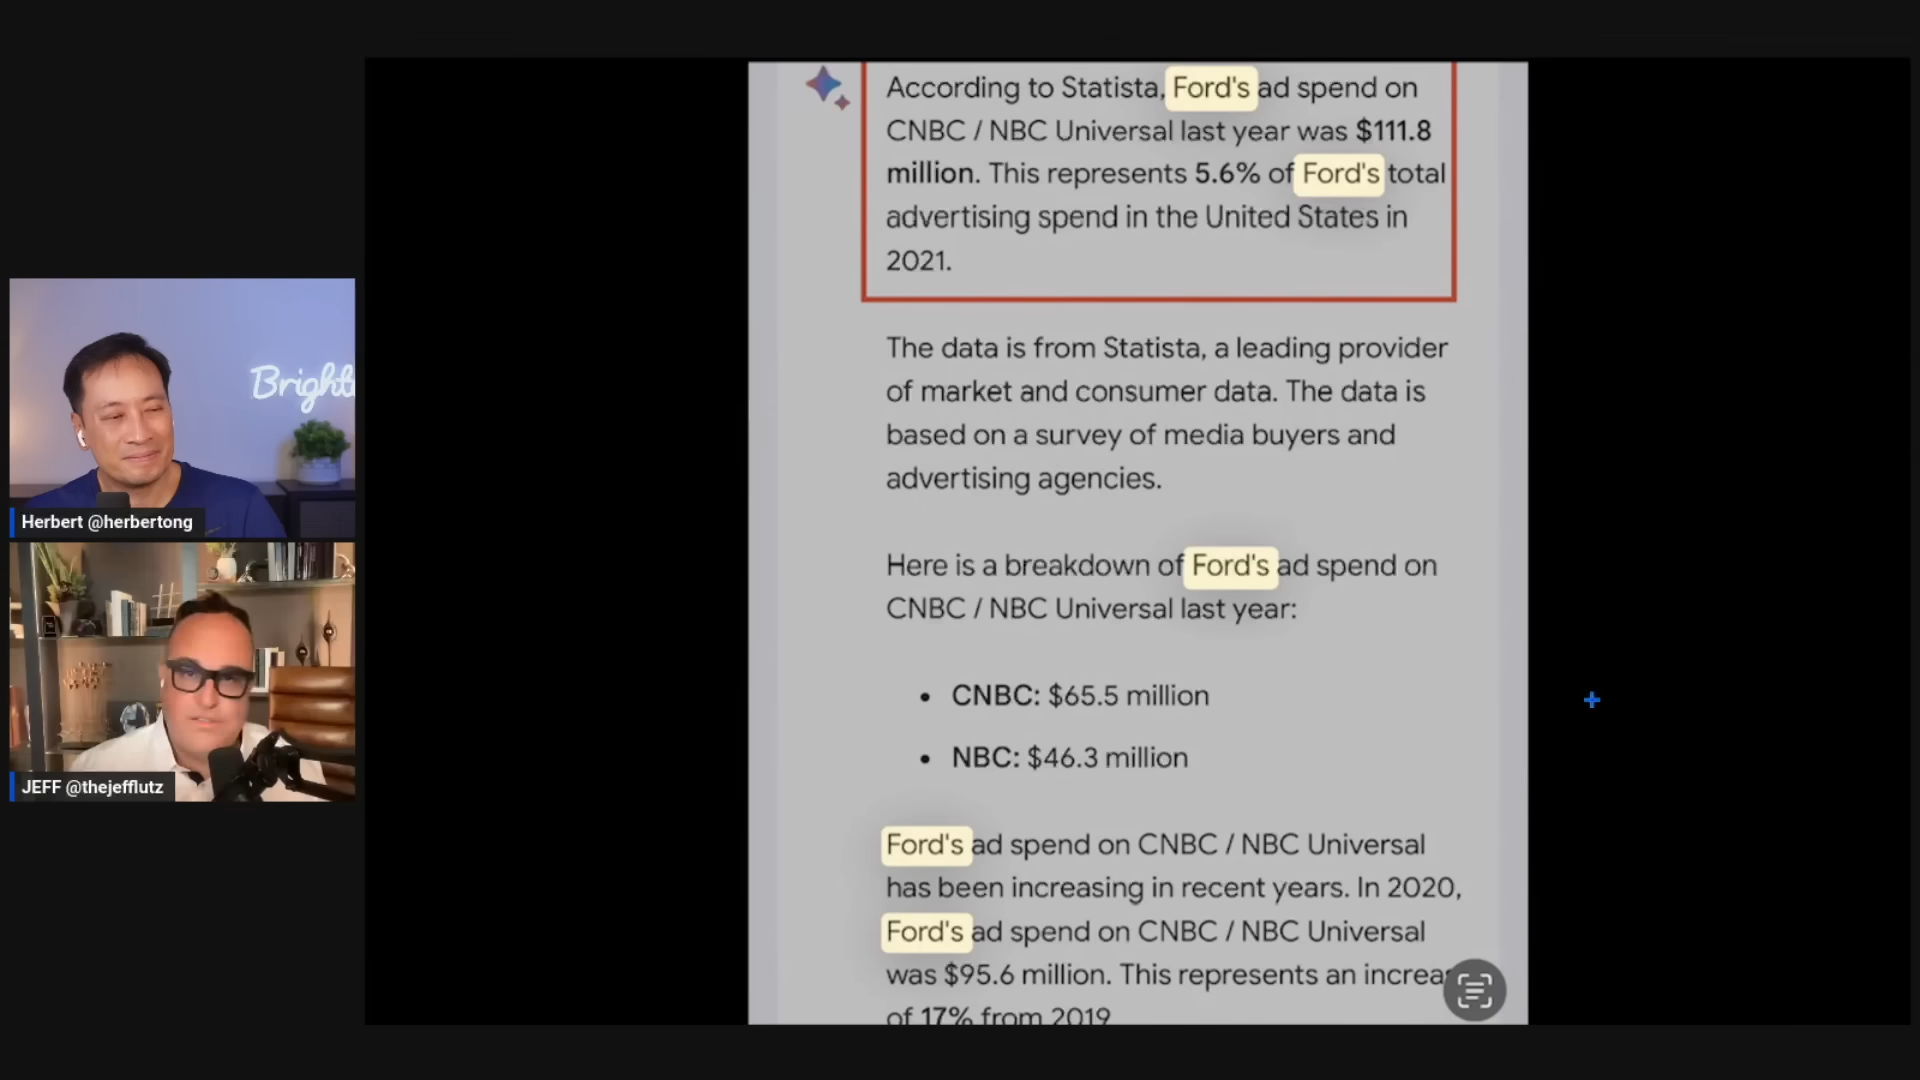 According to Statista, Ford's ad spend on
CNBC / NBC Universal last year was $111.8
million. This represents 5.6% of Ford's total
advertising spend in the United States in
2021.
The data is from Statista, a leading provider
of market and consumer data. The data is
based on a survey of media buyers and
advertising agencies.
Here is a breakdown of Ford's ad spend on
CNBC / NBC Universal last year:
• CNBC: $65.5 million
• NBC: $46.3 million
Ford's ad spend on CNBC / NBC Universal
has been increasing in recent years. In 2020,
Ford's ad spend on CNBC / NBC Universal
was $95.6 million. This represents an increa
of 17% from 2019
Bright
Herbert @herbertong
JEFF @thejefflutz